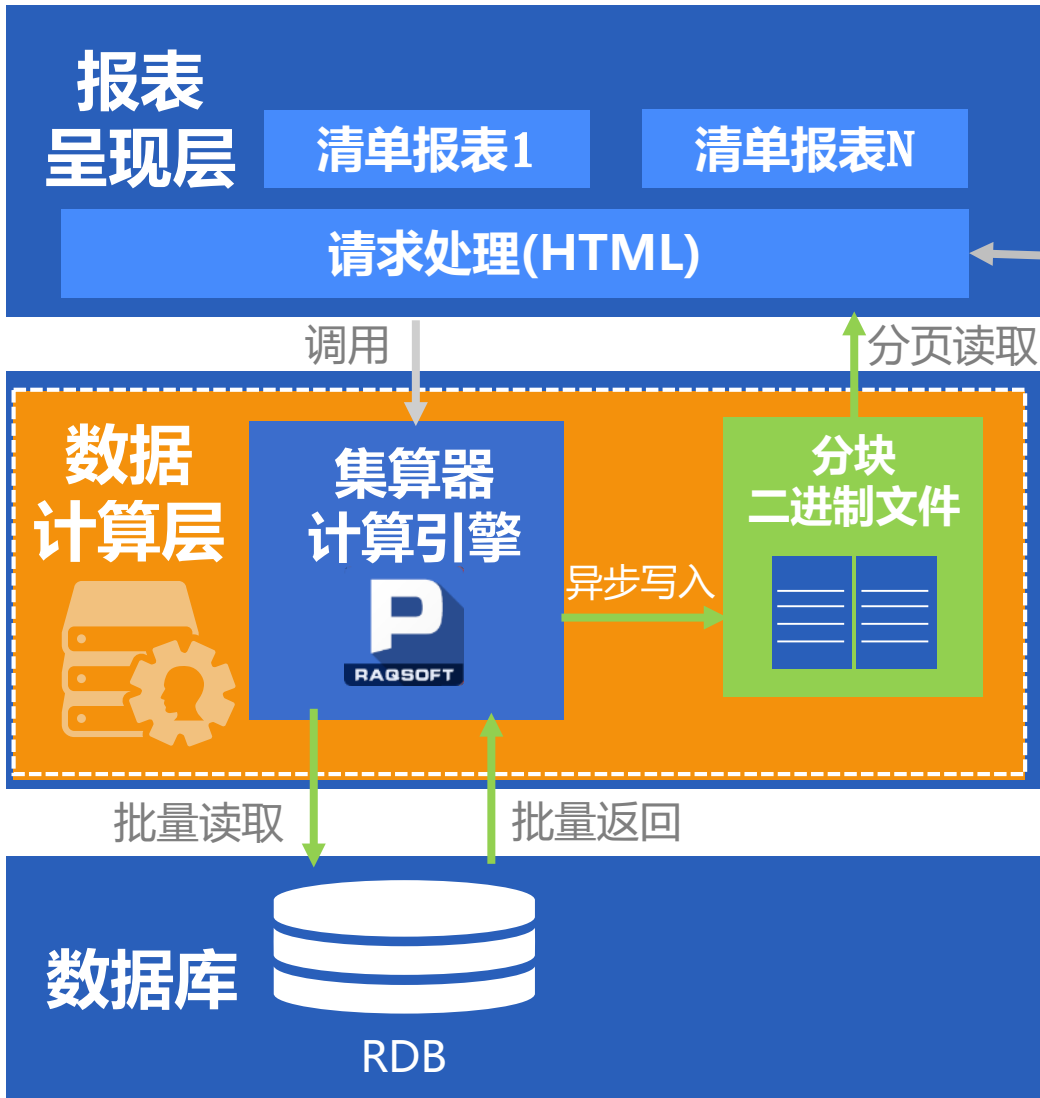 报表
呈现层
清单报表1
清单报表N
请求处理(HTML)
调用
分页读取
数据
计算层
集算器
计算引擎
RAQSOFT
异步写入
分块
二进制文件
批量读取
批量返回
数据库
RDB